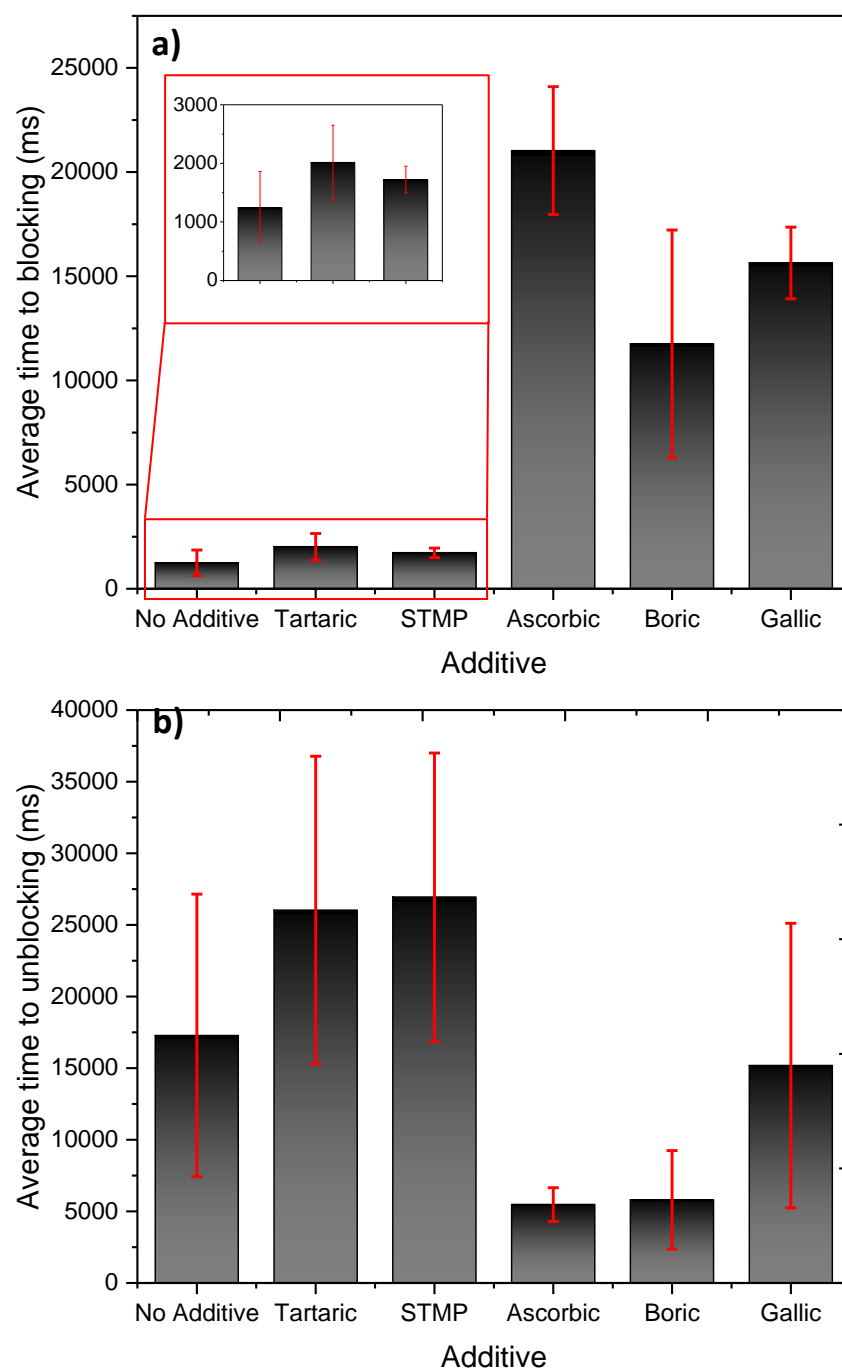 a)
25000
20000
15000
10000
5000
0
Average time to blocking (ms)
3000
2000
1000
0
No Additive Tartaric STMP Ascorbic Boric Gallic
Additive
b)
40000
35000
30000
25000
20000
15000
10000
5000
0
Average time to unblocking (ms)
No Additive Tartaric STMP Ascorbic Boric Gallic
Additive